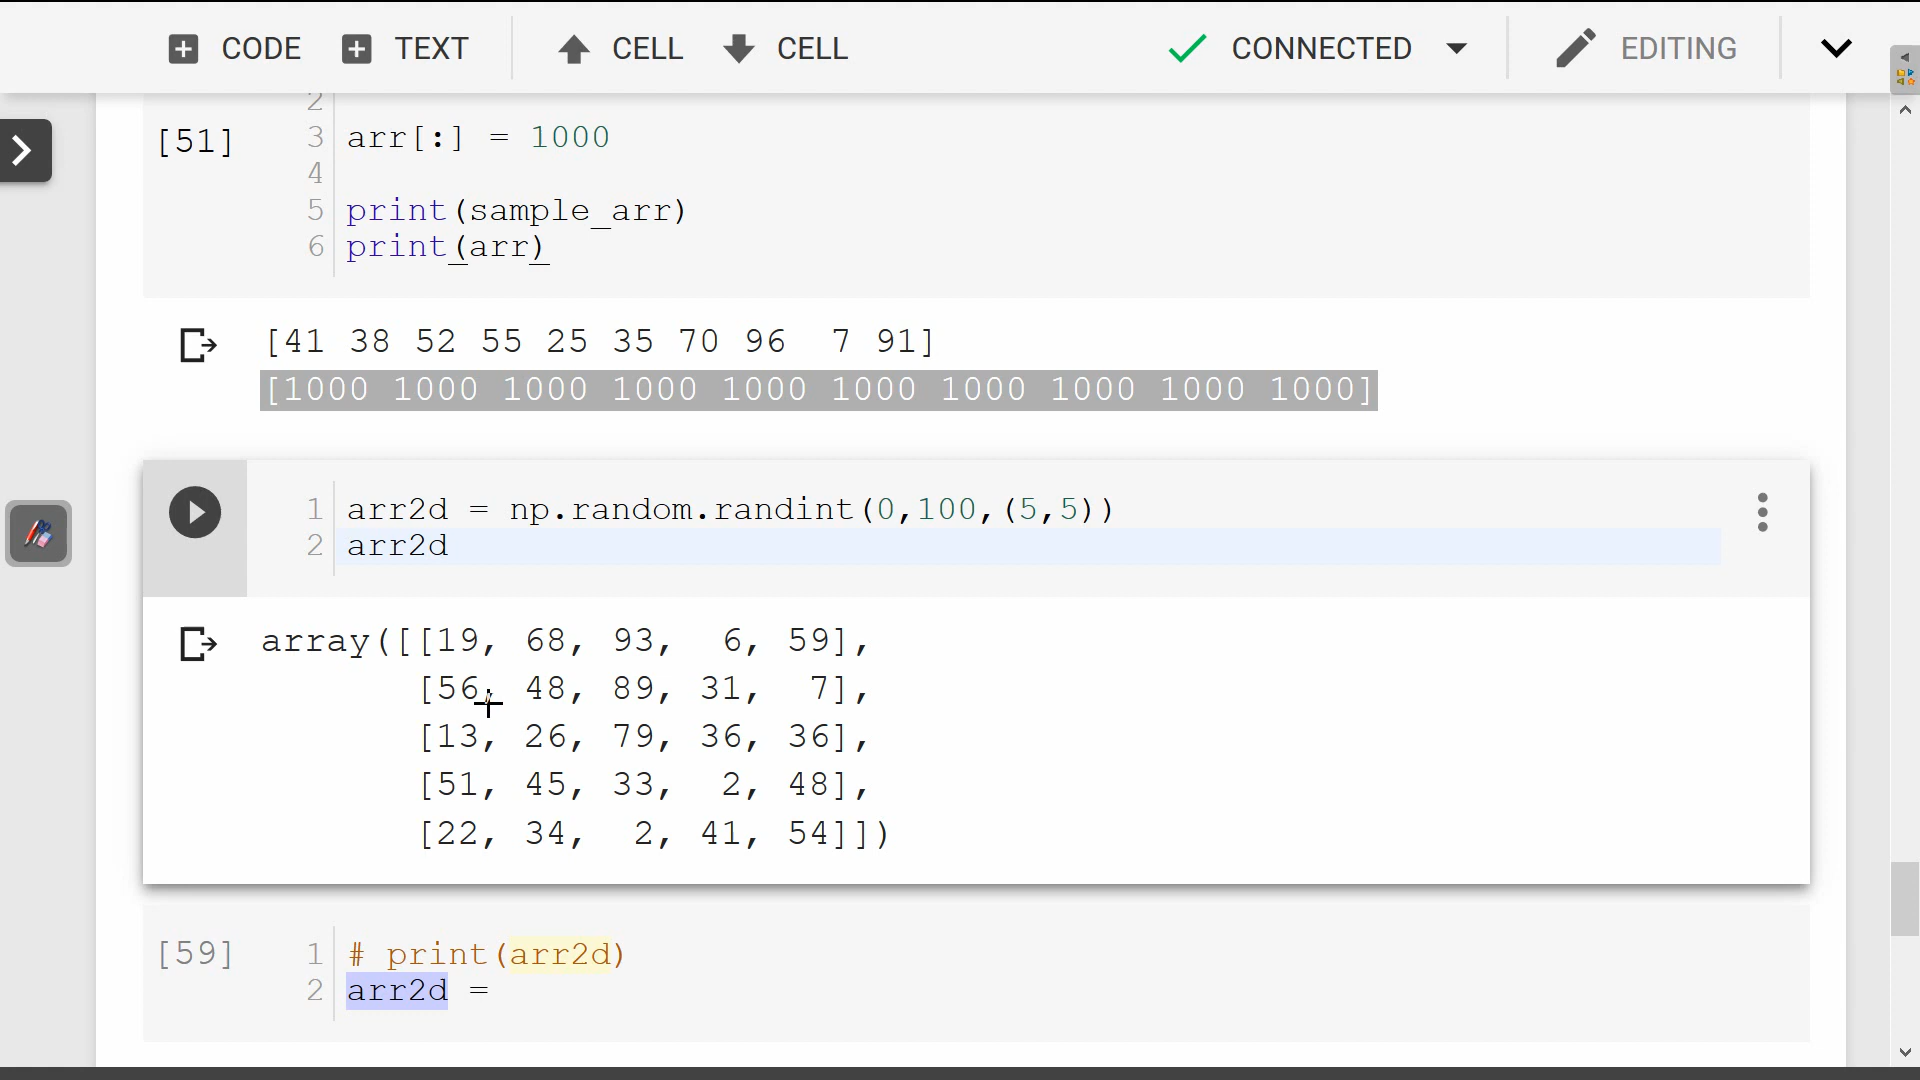 CODE TEXT CELL CELL CONNECTED EDITING
2
[51] 3 arr[:] = 1000
4
5 print(sample_arr)
6 print(arr)
[41 38 52 55 25 35 70 96  7 91]
[1000 1000 1000 1000 1000 1000 1000 1000 1000 1000]
1 arr2d = np.random.randint(0,100,(5,5))
2 arr2d
array([[19, 68, 93,  6, 59],
[56, 48, 89, 31,  7],
[13, 26, 79, 36, 36],
[51, 45, 33,  2, 48],
[22, 34,  2, 41, 54]])
[59] 1 # print(arr2d)
2 arr2d =